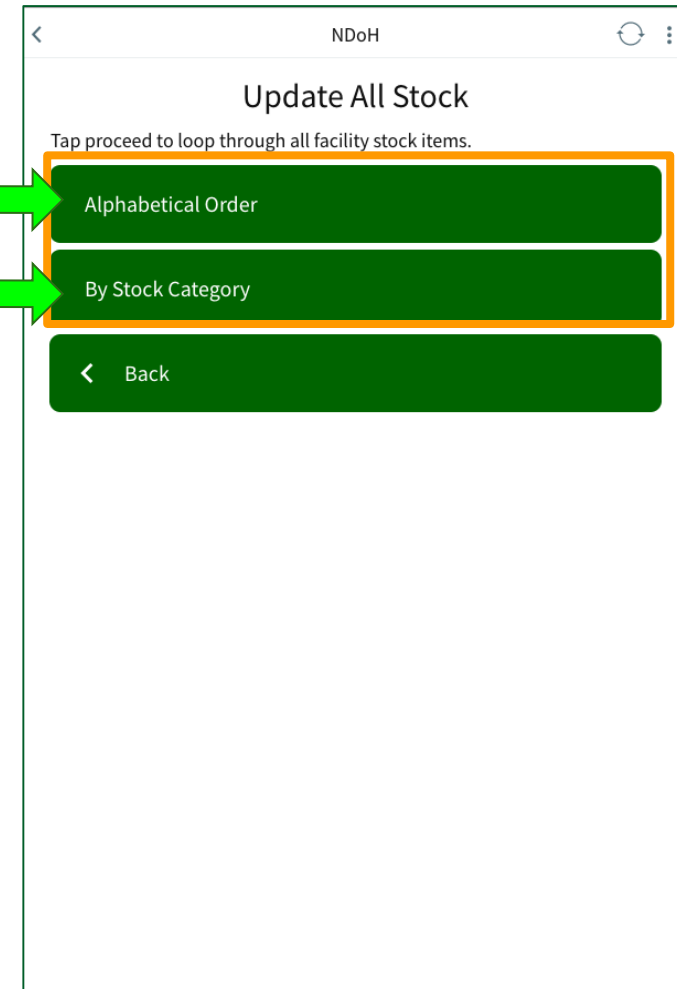 NDoH
Update All Stock
Tap proceed to loop through all facility stock items.
Alphabetical Order
By Stock Category
Back